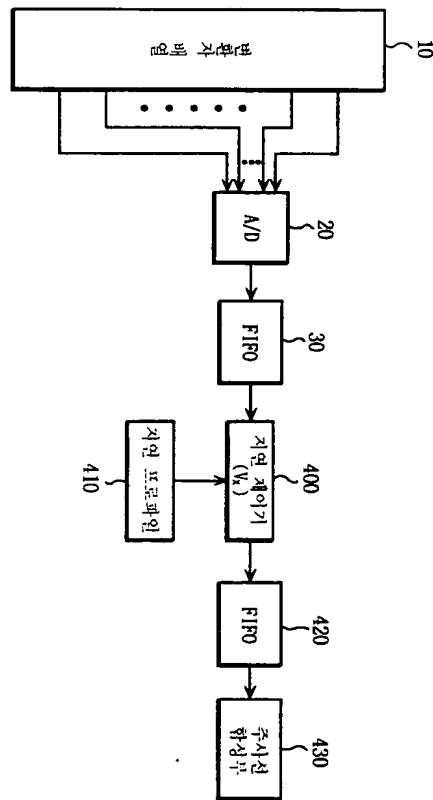 변환자 배열
10
A/D
20
FIFO
30
지연 제어기
(Vx)
400
지연 프로파일
410
FIFO
420
주사선
합성부
430